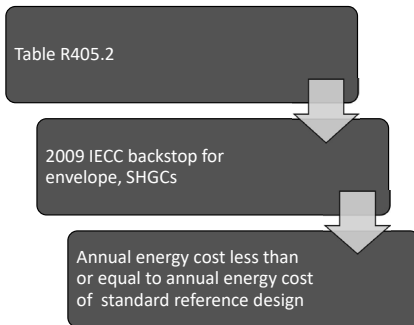 Table R405.2
2009 IECC backstop for
envelope, SHGCs
Annual energy cost less than
or equal to annual energy cost
of standard reference design